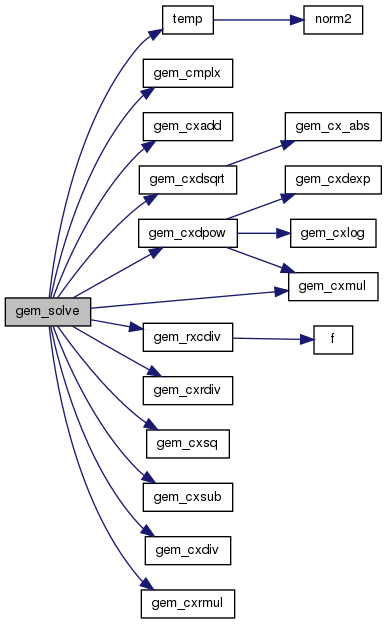 temp
norm2
gem_cmplx
gem_cxadd
gem_cx_abs
gem_cxdsqrt
gem_cxdexp
gem_cxdpow
gem_cxlog
gem_cxmul
gem_solve
gem_rxcdiv
f
gem_cxrdiv
gem_cxsq
gem_cxsub
gem_cxdiv
gem_cxrmul